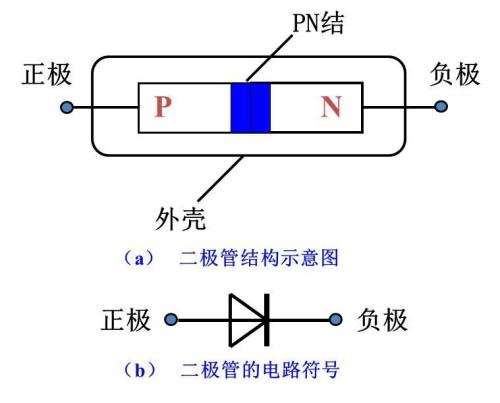 PN结
正极
负极
P
N
外壳
（a） 二极管结构示意图
正极
负极
（b） 二极管的电路符号